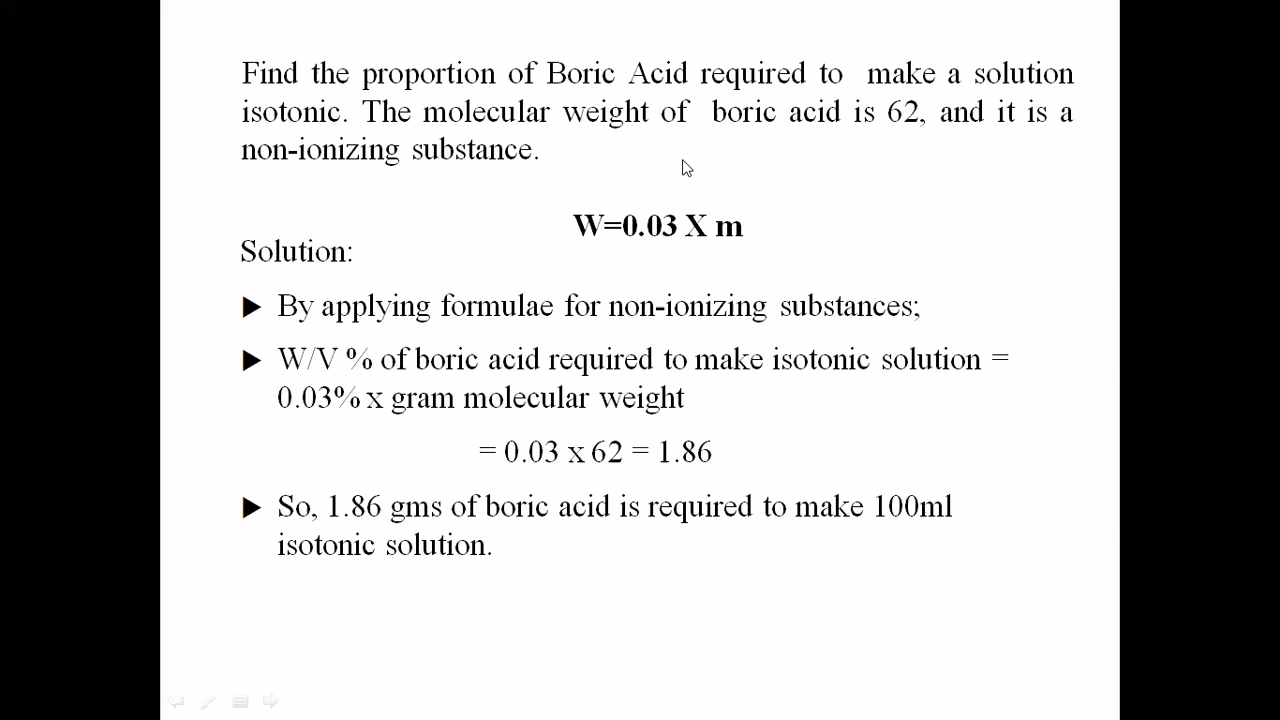 Find the proportion of Boric Acid required to make a solution
isotonic. The molecular weight of boric acid is 62, and it is a
non-ionizing substance.
W=0.03 X m
Solution:
► By applying formulae for non-ionizing substances;
► W/V % of boric acid required to make isotonic solution =
0.03% x gram molecular weight
= 0.03 x 62 = 1.86
► So, 1.86 gms of boric acid is required to make 100ml
isotonic solution.